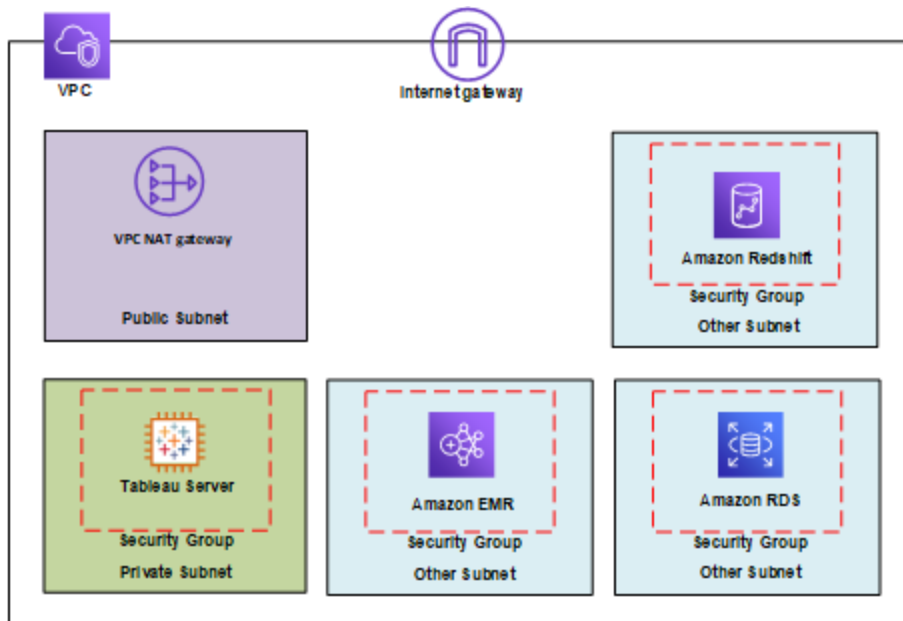 VPC
Internet gateway
VPC NAT gateway
Public Subnet
Amazon Redshift
Security Group
Other Subnet
Tableau Server
Security Group
Private Subnet
Amazon EMR
Security Group
Other Subnet
Amazon RDS
Security Group
Other Subnet